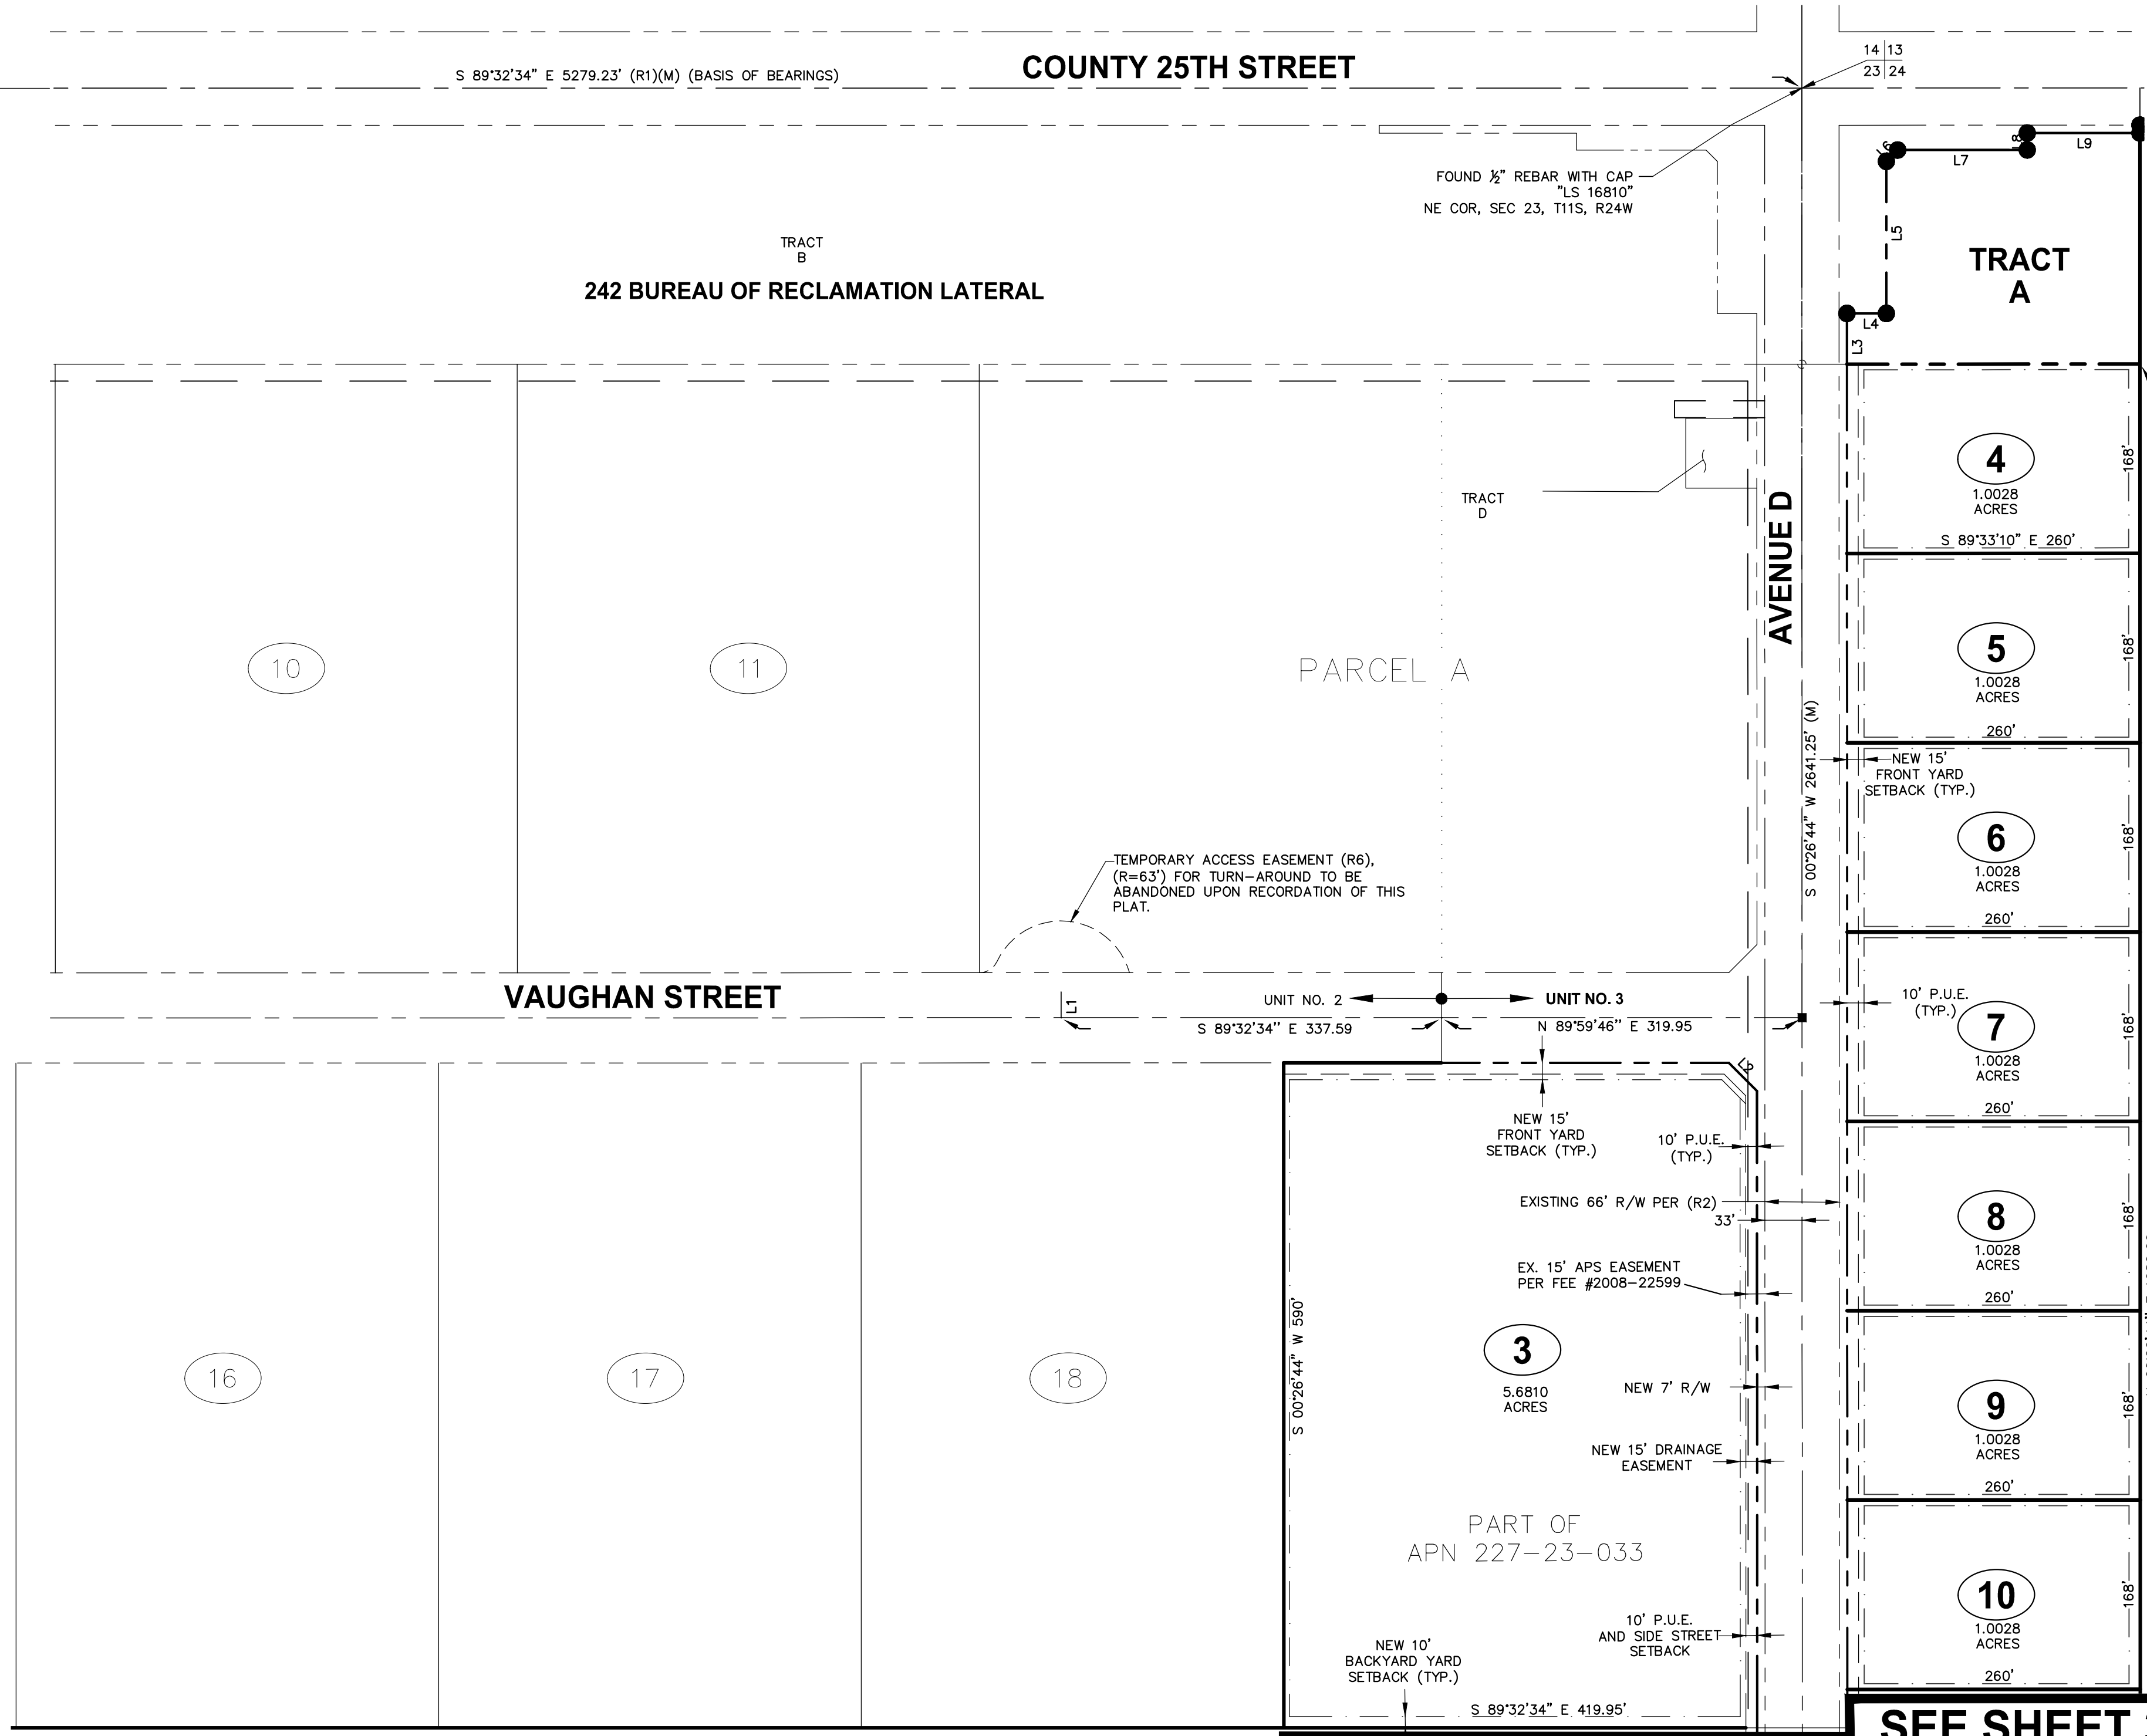 COUNTY 25TH STREET
S 89°32'34" E 5279.23' (R1)(M) (BASIS OF BEARINGS)
14 13
23 24
FOUND ½" REBAR WITH CAP
"LS 16810"
NE COR, SEC 23, T11S, R24W
TRACT
B
242 BUREAU OF RECLAMATION LATERAL
L6
L7
L8
L9
L5
TRACT
A
L4
L3
4
1.0028
ACRES
168'
S 89°33'10" E 260'
TRACT
D
AVENUE D
10
11
PARCEL A
5
1.0028
ACRES
168'
260'
S 00°26'44" W 2641.25' (M)
NEW 15'
FRONT YARD
SETBACK (TYP.)
6
1.0028
ACRES
168'
260'
TEMPORARY ACCESS EASEMENT (R6),
(R=63') FOR TURN-AROUND TO BE
ABANDONED UPON RECORDATION OF THIS
PLAT.
VAUGHAN STREET
L1
UNIT NO. 2
UNIT NO. 3
S 89°32'34'' E 337.59
N 89°59'46'' E 319.95
10' P.U.E.
(TYP.)
7
1.0028
ACRES
168'
260'
L2
NEW 15'
FRONT YARD
SETBACK (TYP.)
10' P.U.E.
(TYP.)
EXISTING 66' R/W PER (R2)
33'
8
1.0028
ACRES
168'
260'
EX. 15' APS EASEMENT
PER FEE #2008-22599
S 00°26'44" W 590'
16
17
18
3
5.6810
ACRES
NEW 7' R/W
9
1.0028
ACRES
168'
260'
NEW 15' DRAINAGE
EASEMENT
PART OF
APN 227-23-033
10
1.0028
ACRES
168'
260'
10' P.U.E.
AND SIDE STREET
SETBACK
NEW 10'
BACKYARD YARD
SETBACK (TYP.)
S 89°32'34" E 419.95'
SEE SHEET